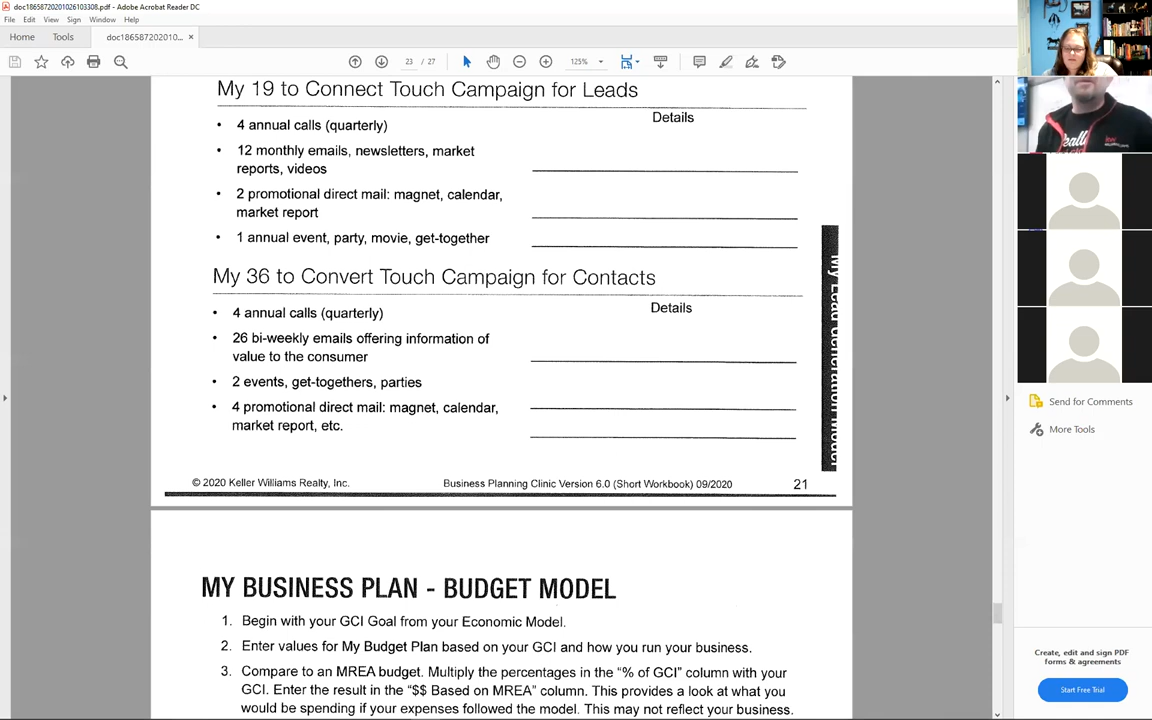 doc18658720201026103308.pdf - Adobe Acrobat Reader DC
File Edit View Sign Window Help
Home Tools doc186587202010... ×
23 / 27 125%
My 19 to Connect Touch Campaign for Leads
Details
• 4 annual calls (quarterly)
• 12 monthly emails, newsletters, market
reports, videos
• 2 promotional direct mail: magnet, calendar,
market report
• 1 annual event, party, movie, get-together
My 36 to Convert Touch Campaign for Contacts
Details
• 4 annual calls (quarterly)
• 26 bi-weekly emails offering information of
value to the consumer
• 2 events, get-togethers, parties
• 4 promotional direct mail: magnet, calendar,
market report, etc.
My Lead Generation Model
© 2020 Keller Williams Realty, Inc. Business Planning Clinic Version 6.0 (Short Workbook) 09/2020 21
MY BUSINESS PLAN - BUDGET MODEL
1. Begin with your GCI Goal from your Economic Model.
2. Enter values for My Budget Plan based on your GCI and how you run your business.
3. Compare to an MREA budget. Multiply the percentages in the "% of GCI" column with your
GCI. Enter the result in the "$$ Based on MREA" column. This provides a look at what you
would be spending if your expenses followed the model. This may not reflect your business.
Send for Comments
More Tools
Create, edit and sign PDF
forms & agreements
Start Free Trial